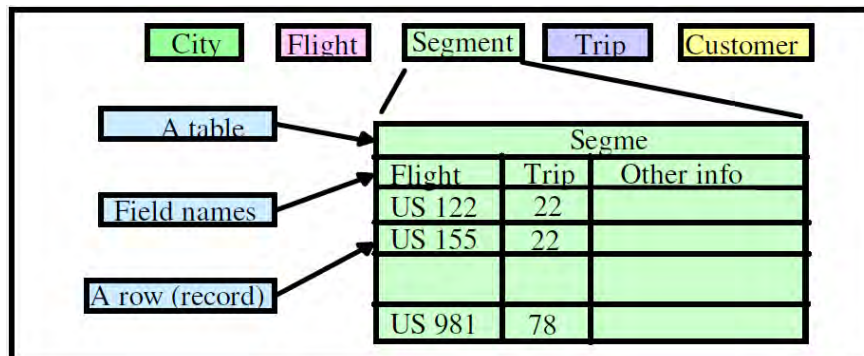 City Flight Segment Trip Customer
A table
Segme
Flight Trip Other info
Field names
US 122 22
US 155 22
A row (record)
US 981 78